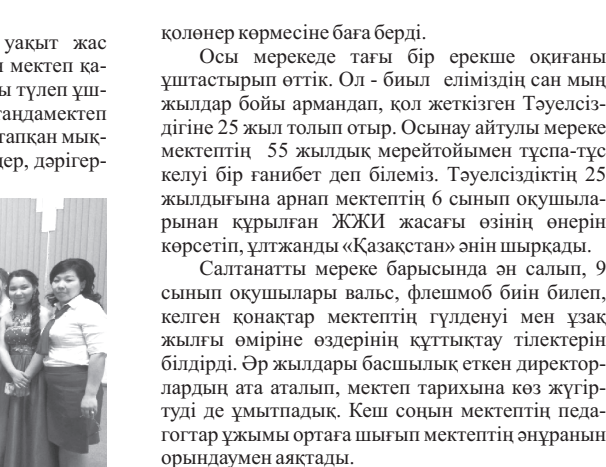 уақыт жас
мектеп қа-
ы түлеп ұш-
таңдамектеп
тапқан мық-
дер, дәрігер-
қолөнер көрмесіне баға берді.
Осы мерекеде тағы бір ерекше оқиғаны
ұштастырып өттік. Ол - биыл еліміздің сан мың
жылдар бойы армандап, қол жеткізген Тәуелсіз-
дігіне 25 жыл толып отыр. Осынау айтулы мереке
мектептің 55 жылдық мерейтойымен тұспа-тұс
келуі бір ғанибет деп білеміз. Тәуелсіздіктің 25
жылдығына арнап мектептің 6 сынып оқушыла-
рынан құрылған ЖЖИ жасағы өзінің өнерін
көрсетіп, ұлтжанды «Қазақстан» әнін шырқады.
Салтанатты мереке барысында ән салып, 9
сынып оқушылары вальс, флешмоб биін билеп,
келген қонақтар мектептің гүлденуі мен ұзақ
жылғы өміріне өздерінің құттықтау тілектерін
білдірді. Әр жылдары басшылық еткен директор-
лардың ата аталып, мектеп тарихына көз жүгір-
туді де ұмытпадық. Кеш соңын мектептің педа-
гогтар ұжымы ортаға шығып мектептің әнұранын
орындаумен аяқтады.